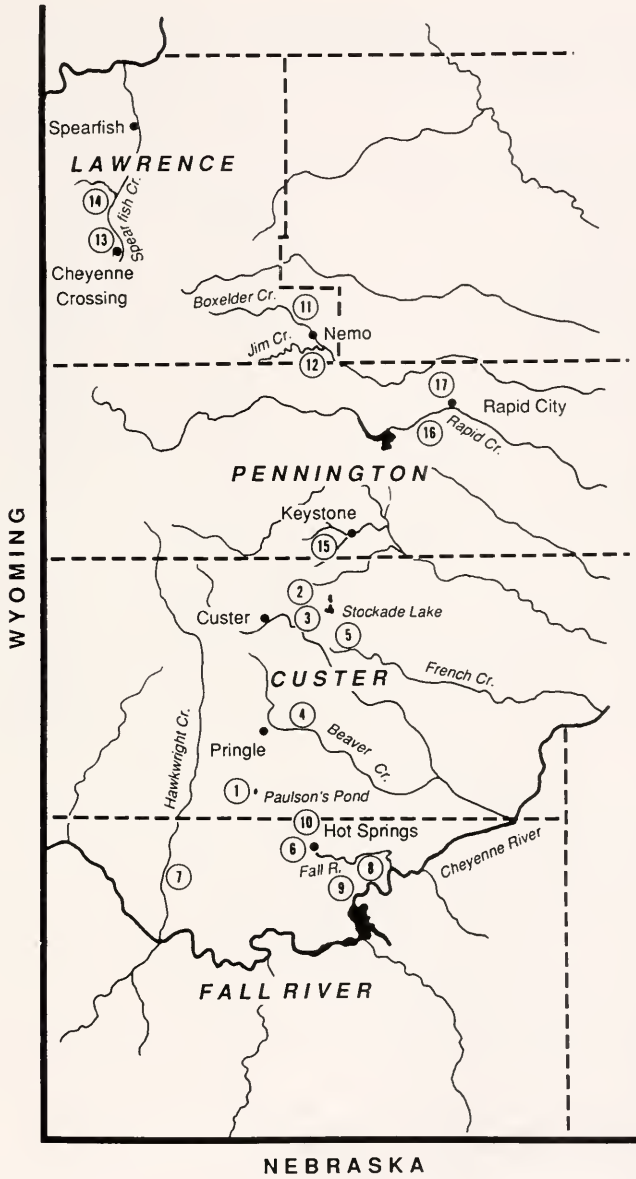 Spearfish
LAWRENCE
14
Spearfish Cr.
13
Cheyenne
Crossing
Boxelder Cr.
11
Nemo
Jim Cr.
12
17
Rapid City
16
Rapid Cr.
PENNINGTON
Keystone
15
WYOMING
2
Stockade Lake
Custer
3
5
CUSTER
French Cr.
Hawkwright Cr.
4
Pringle
Beaver
Cr.
1
Paulson's Pond
10
Hot Springs
6
Fall R.
8
Cheyenne River
7
9
FALL RIVER
NEBRASKA